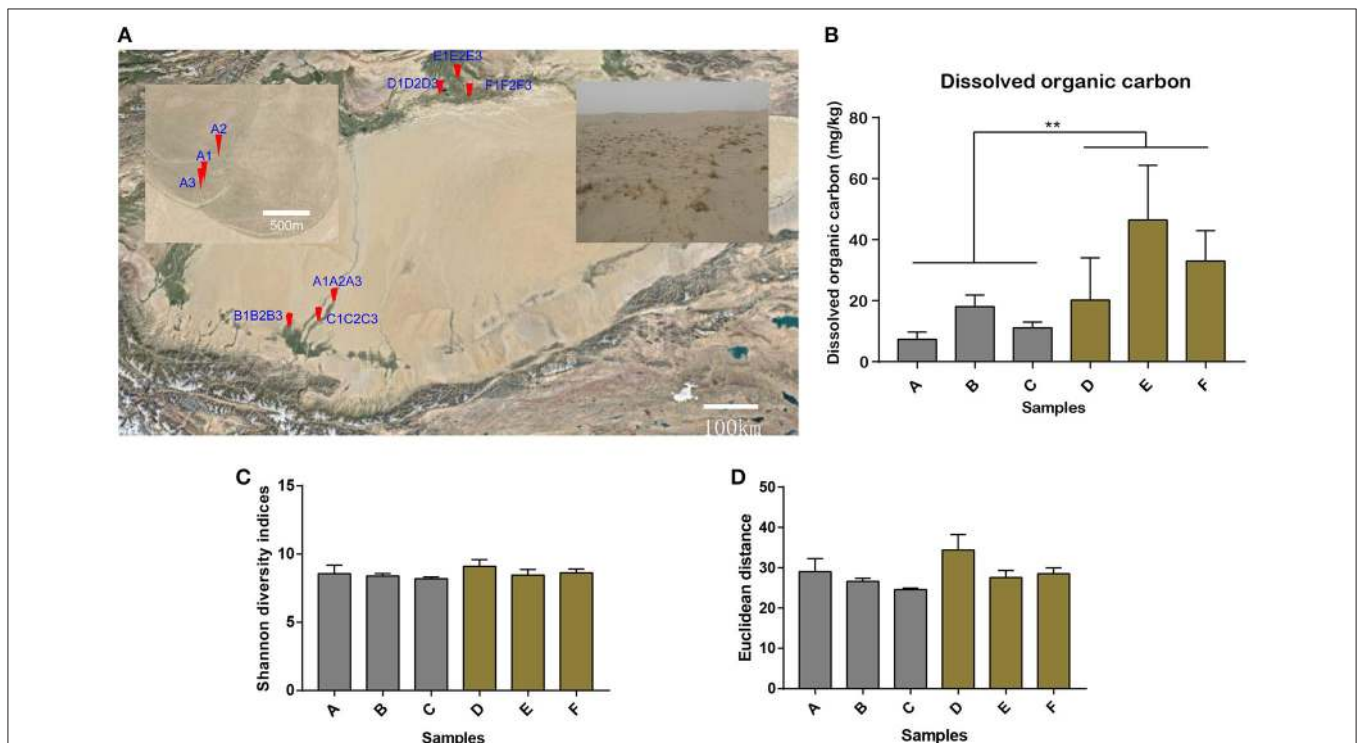 A
E1E2E3
D1D2D3
F1F2F3
A2
A1
A3
500m
A1A2A3
B1B2B3
C1C2C3
100km
B
Dissolved organic carbon
**
Dissolved organic carbon (mg/kg)
80
60
40
20
0
A B C D E F
Samples
C
Shannon diversity indices
15
10
5
0
A B C D E F
Samples
D
Euclidean distance
50
40
30
20
10
0
A B C D E F
Samples